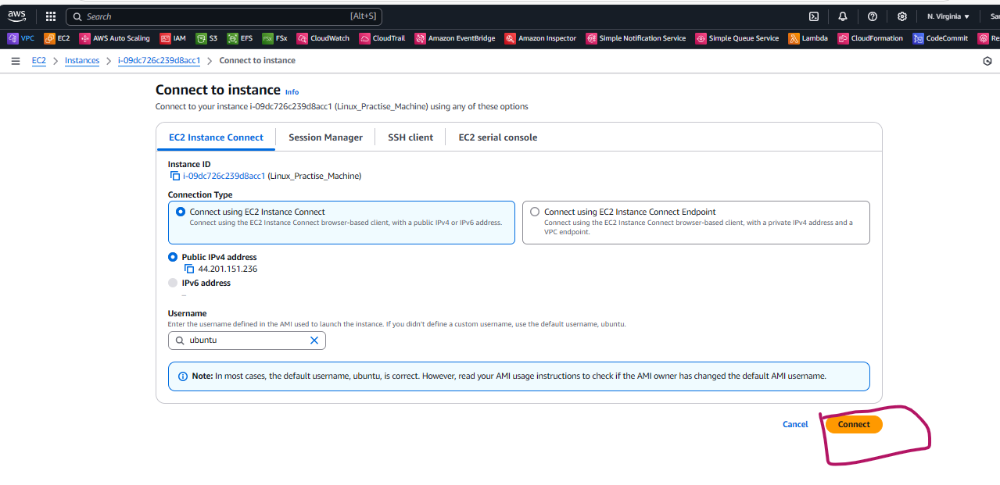 aws Search [Alt+S] N. Virginia
VPC EC2 AWS Auto Scaling IAM S3 EFS FSx CloudWatch CloudTrail Amazon EventBridge Amazon Inspector Simple Notification Service Simple Queue Service Lambda CloudFormation CodeCommit
EC2 Instances i-09dc726c239d8acc1 Connect to instance
Connect to instance Info
Connect to your instance i-09dc726c239d8acc1 (Linux_Practise_Machine) using any of these options
EC2 Instance Connect Session Manager SSH client EC2 serial console
Instance ID
i-09dc726c239d8acc1 (Linux_Practise_Machine)
Connection Type
Connect using EC2 Instance Connect
Connect using the EC2 Instance Connect browser-based client, with a public IPv4 or IPv6 address.
Connect using EC2 Instance Connect Endpoint
Connect using the EC2 Instance Connect browser-based client, with a private IPv4 address and a
VPC endpoint.
Public IPv4 address
44.201.151.236
IPv6 address
–
Username
Enter the username defined in the AMI used to launch the instance. If you didn't define a custom username, use the default username, ubuntu.
ubuntu
Note: In most cases, the default username, ubuntu, is correct. However, read your AMI usage instructions to check if the AMI owner has changed the default AMI username.
Cancel Connect